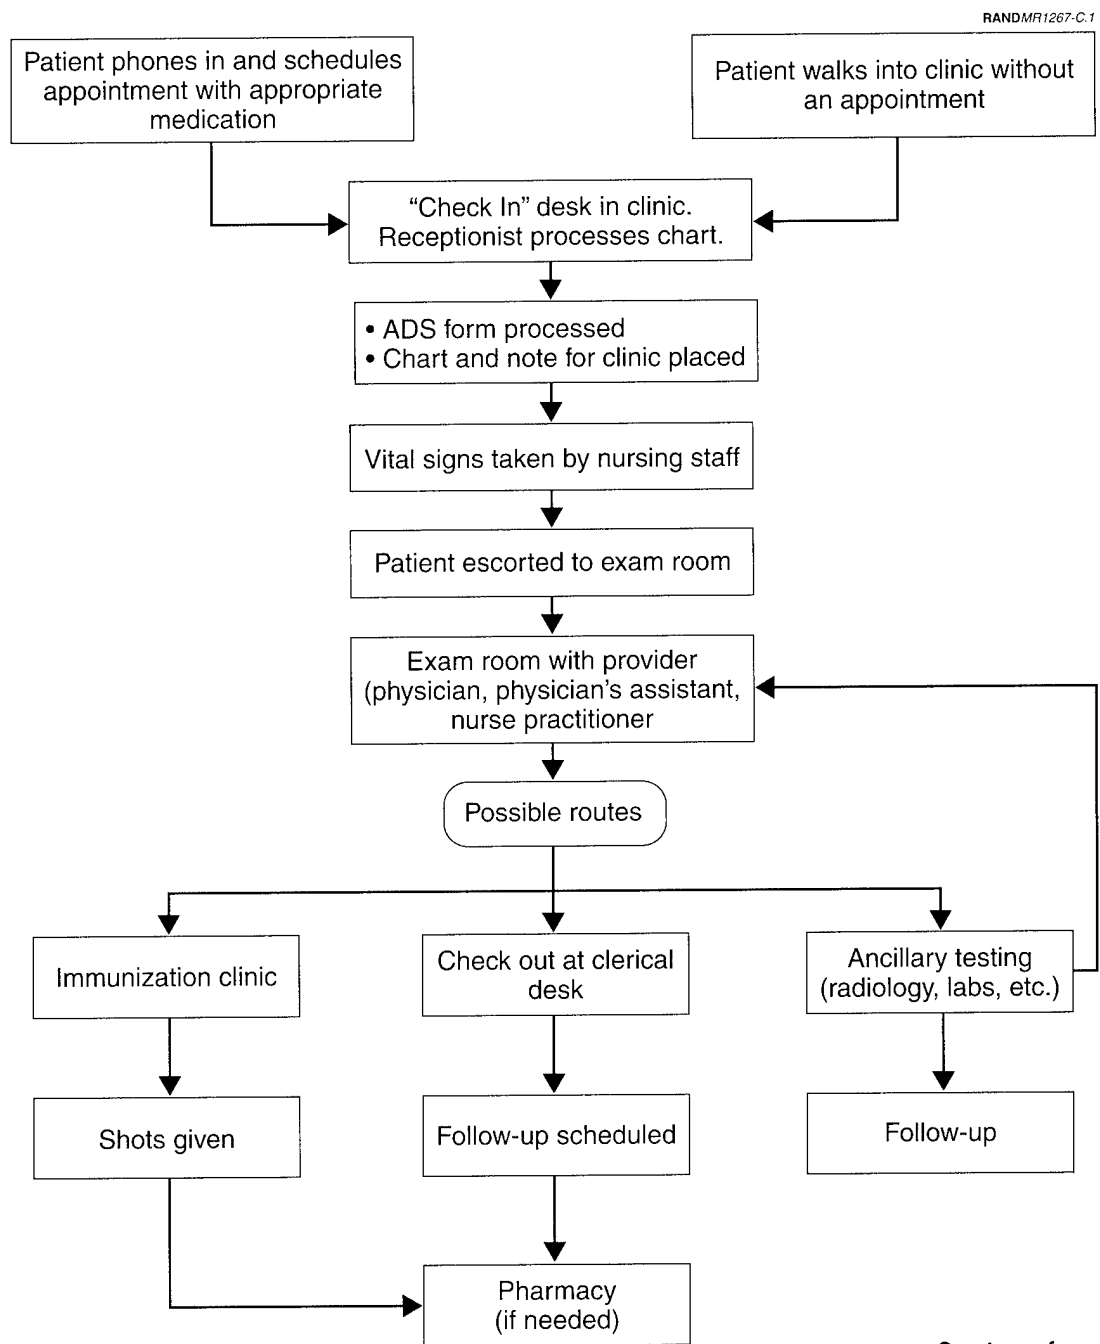 RANDMR1267-C.1
Patient phones in and schedules
appointment with appropriate
medication
Patient walks into clinic without
an appointment
“Check In” desk in clinic.
Receptionist processes chart.
• ADS form processed
• Chart and note for clinic placed
Vital signs taken by nursing staff
Patient escorted to exam room
Exam room with provider
(physician, physician’s assistant,
nurse practitioner
Possible routes
Immunization clinic
Check out at clerical
desk
Ancillary testing
(radiology, labs, etc.)
Shots given
Follow-up scheduled
Follow-up
Pharmacy
(if needed)